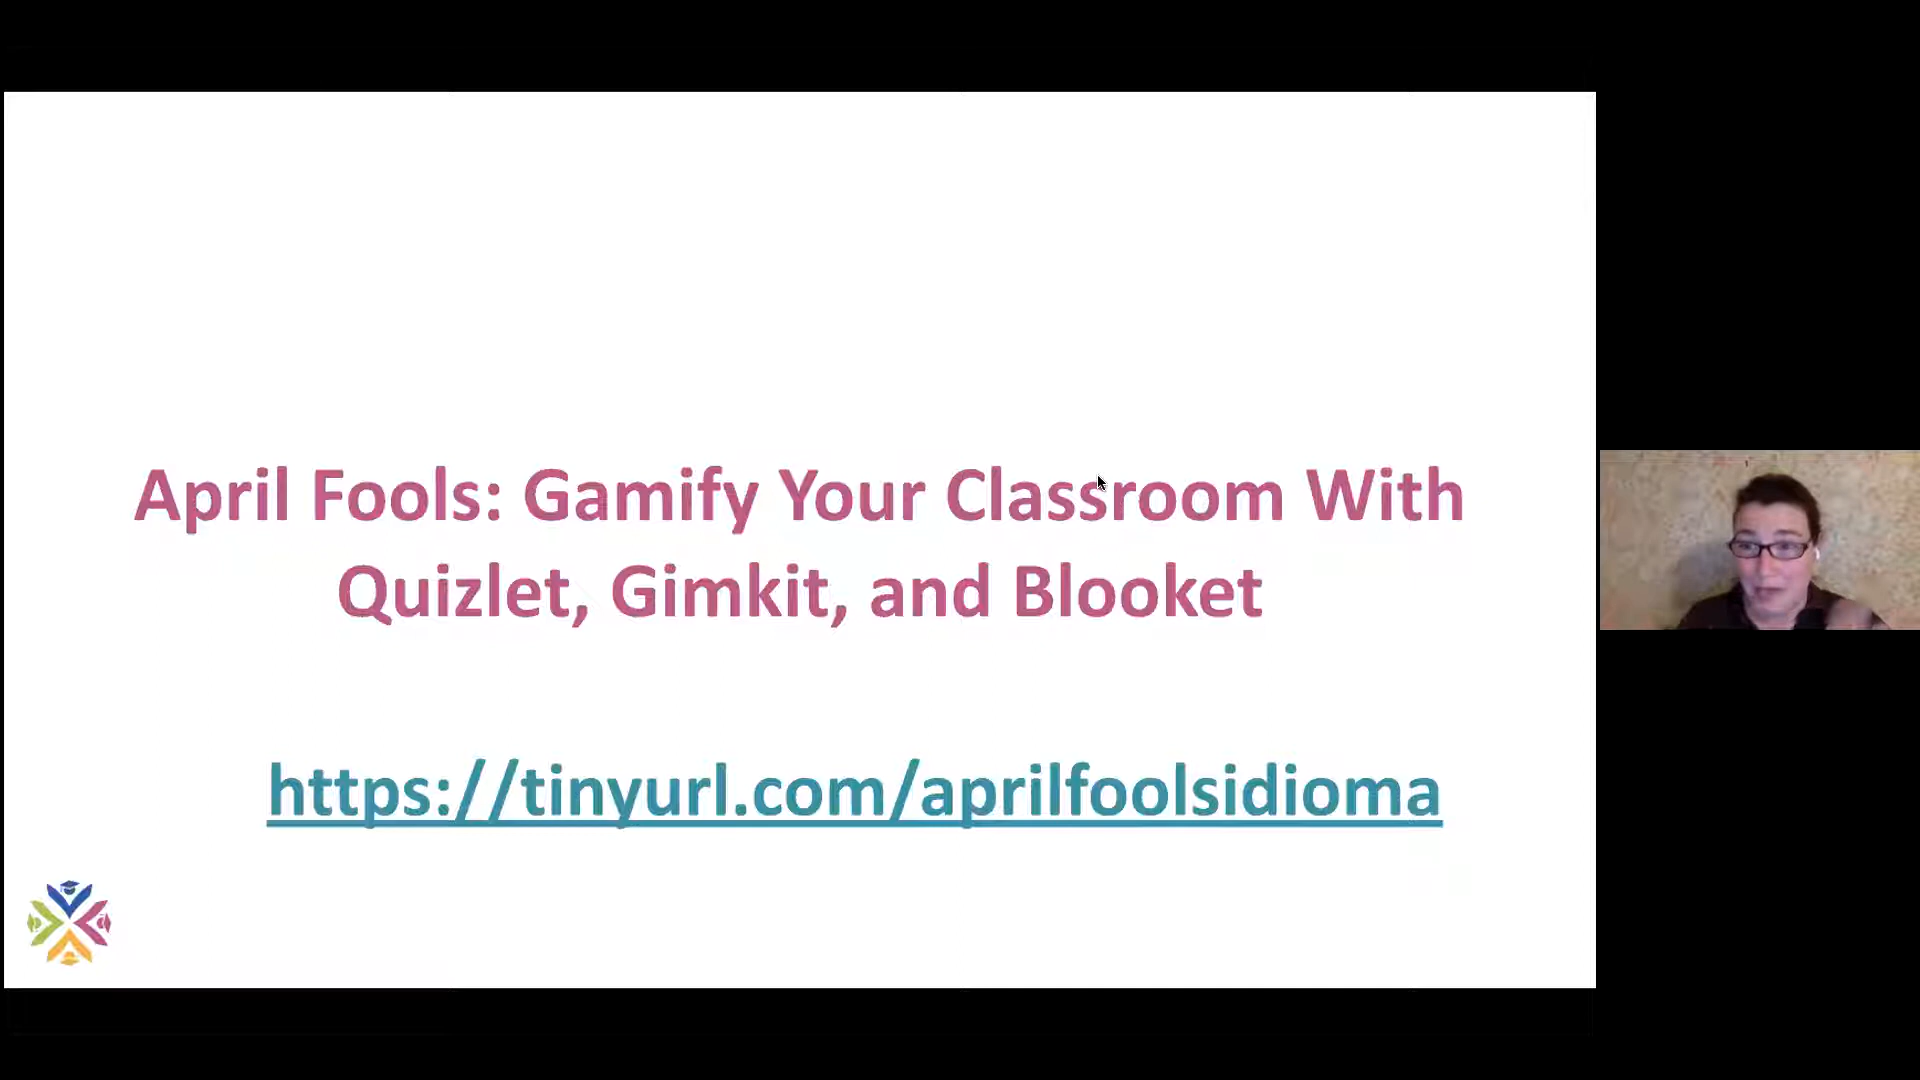 April Fools: Gamify Your Classroom With
Quizlet, Gimkit, and Blooket
https://tinyurl.com/aprilfoolsidioma